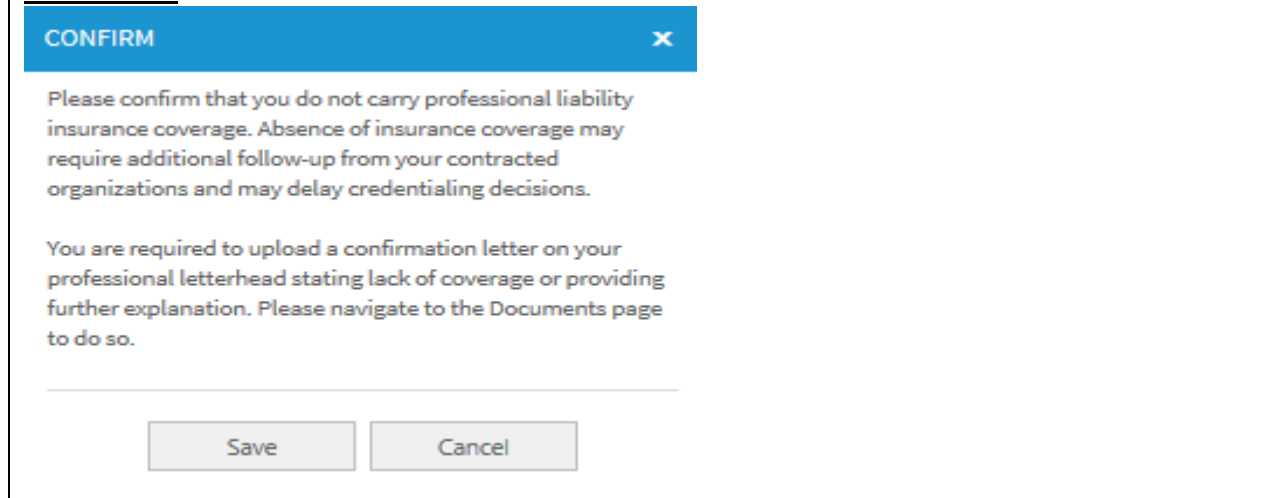 CONFIRM
Please confirm that you do not carry professional liability
insurance coverage. Absence of insurance coverage may
require additional follow-up from your contracted
organizations and may delay credentialing decisions.
You are required to upload a confirmation letter on your
professional letterhead stating lack of coverage or providing
further explanation. Please navigate to the Documents page
to do so.
Save Cancel